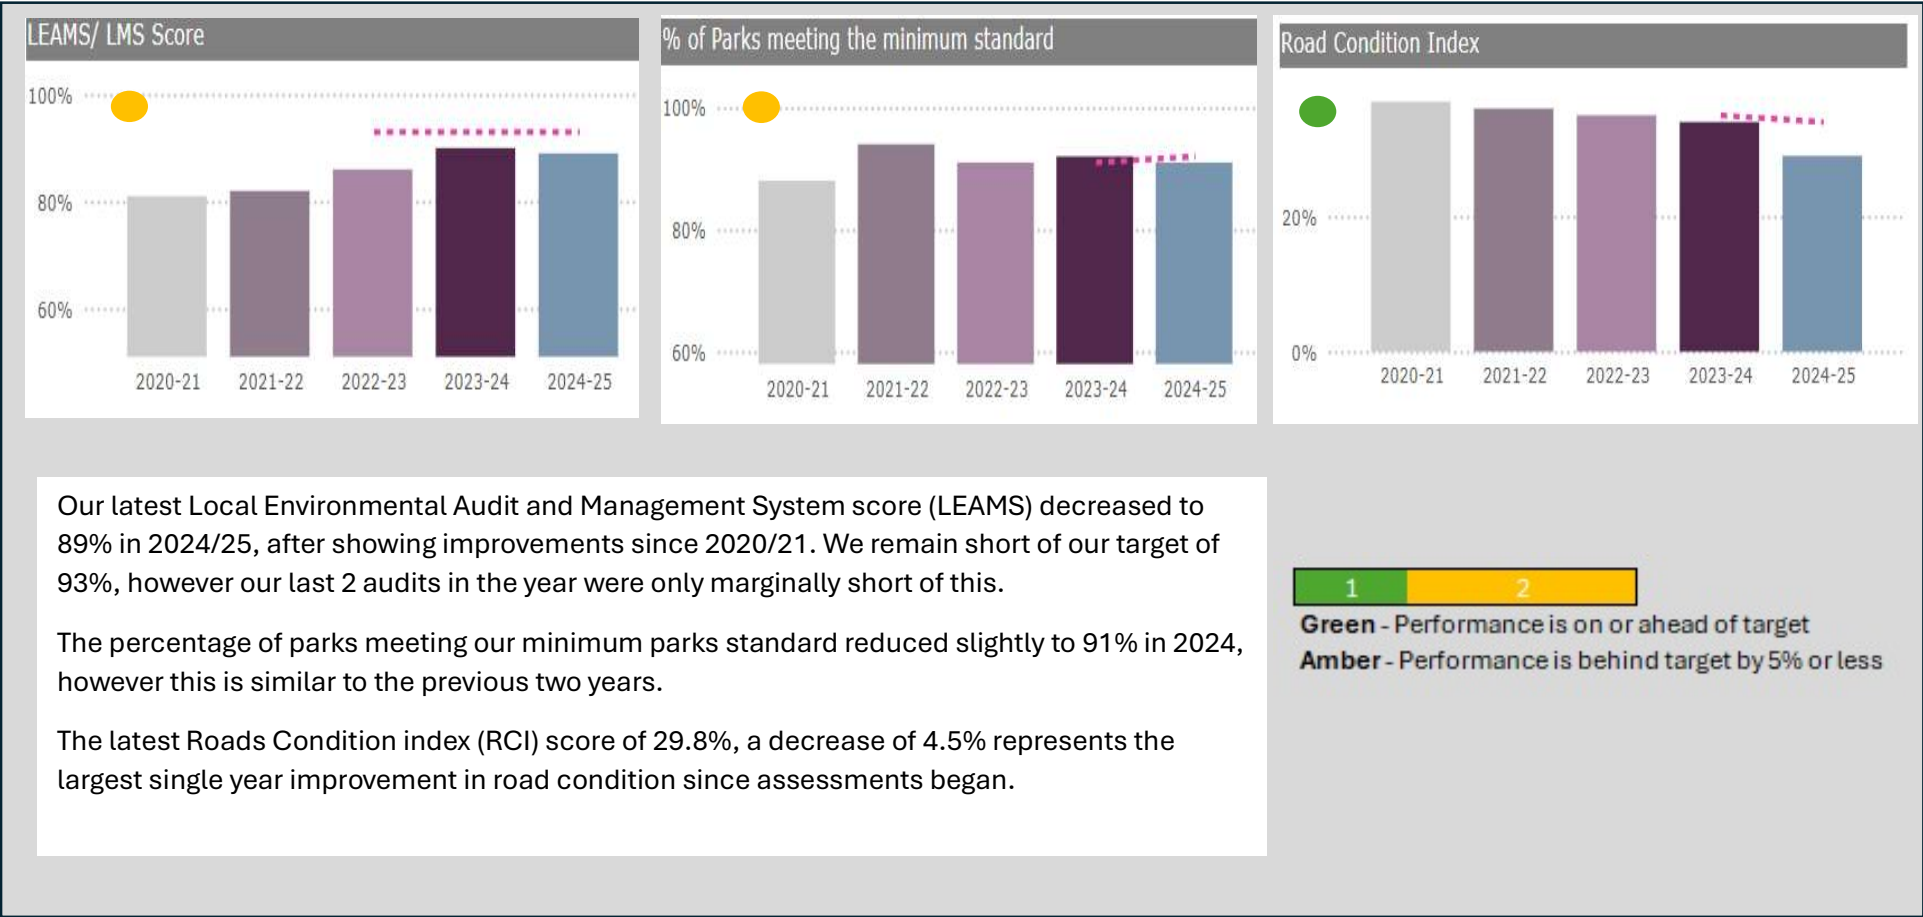 LEAMS/ LMS Score
100%
80%
60%
2020-21 2021-22 2022-23 2023-24 2024-25
% of Parks meeting the minimum standard
100%
80%
60%
2020-21 2021-22 2022-23 2023-24 2024-25
Road Condition Index
20%
0%
2020-21 2021-22 2022-23 2023-24 2024-25
Our latest Local Environmental Audit and Management System score (LEAMS) decreased to
89% in 2024/25, after showing improvements since 2020/21. We remain short of our target of
93%, however our last 2 audits in the year were only marginally short of this.
The percentage of parks meeting our minimum parks standard reduced slightly to 91% in 2024,
however this is similar to the previous two years.
The latest Roads Condition index (RCI) score of 29.8%, a decrease of 4.5% represents the
largest single year improvement in road condition since assessments began.
1 2
Green - Performance is on or ahead of target
Amber - Performance is behind target by 5% or less